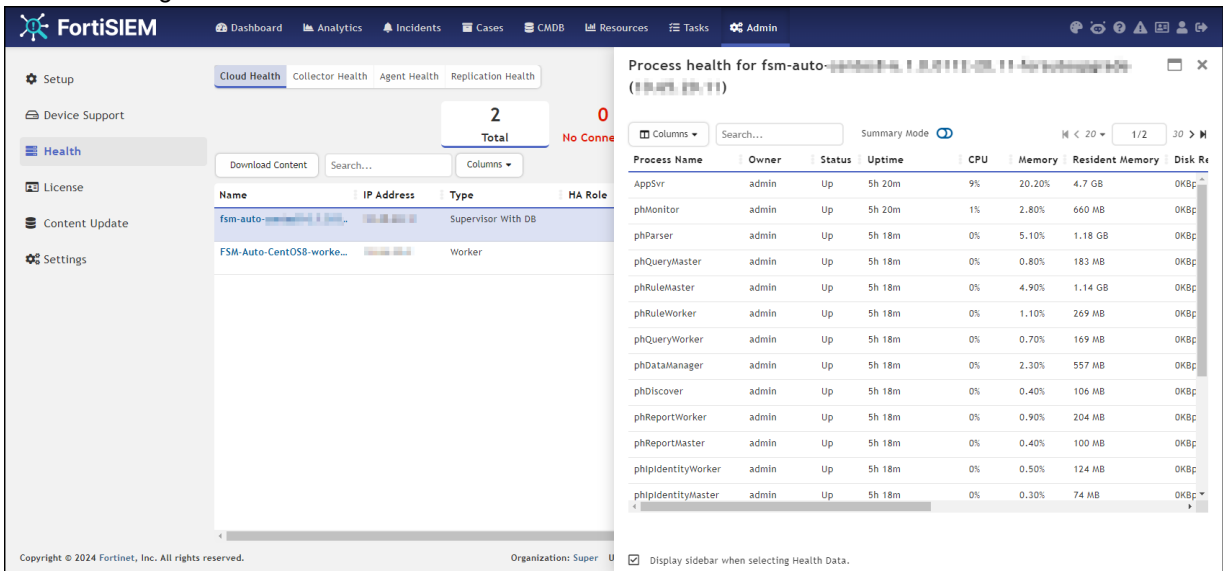 FortiSIEM
Dashboard Analytics Incidents Cases CMDB Resources Tasks Admin
Setup
Device Support
Health
License
Content Update
Settings
Cloud Health Collector Health Agent Health Replication Health
2 0
Total No Conne
Download Content Search... Columns
Name IP Address Type HA Role
fsm-auto- Supervisor With DB
FSM-Auto-CentOS8-worke... Worker
Process health for fsm-auto-
Columns Search... Summary Mode < 20 1/2 30 >
Process Name Owner Status Uptime CPU Memory Resident Memory Disk Re
AppSvr admin Up 5h 20m 9% 20.20% 4.7 GB 0KBp
phMonitor admin Up 5h 20m 1% 2.80% 660 MB 0KBp
phParser admin Up 5h 18m 0% 5.10% 1.18 GB 0KBp
phQueryMaster admin Up 5h 18m 0% 0.80% 183 MB 0KBp
phRuleMaster admin Up 5h 18m 0% 4.90% 1.14 GB 0KBp
phRuleWorker admin Up 5h 18m 0% 1.10% 269 MB 0KBp
phQueryWorker admin Up 5h 18m 0% 0.70% 169 MB 0KBp
phDataManager admin Up 5h 18m 0% 2.30% 557 MB 0KBp
phDiscover admin Up 5h 18m 0% 0.40% 106 MB 0KBp
phReportWorker admin Up 5h 18m 0% 0.90% 204 MB 0KBp
phReportMaster admin Up 5h 18m 0% 0.40% 100 MB 0KBp
phIpIdentityWorker admin Up 5h 18m 0% 0.50% 124 MB 0KBp
phIpIdentityMaster admin Up 5h 18m 0% 0.30% 74 MB 0KBp
Display sidebar when selecting Health Data.
Copyright © 2024 Fortinet, Inc. All rights reserved. Organization: Super U